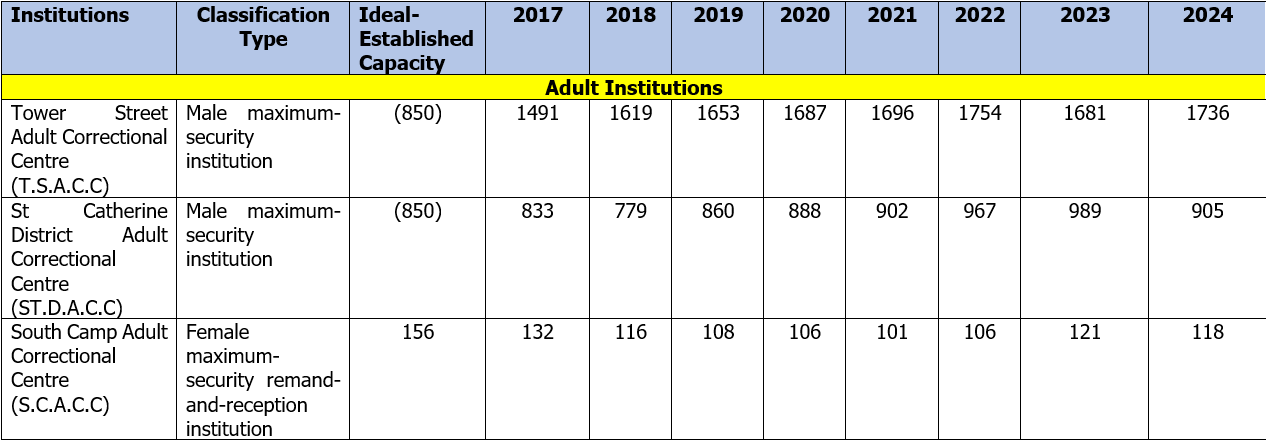 Institutions Classification Type Ideal-Established Capacity 2017 2018 2019 2020 2021 2022 2023 2024
Adult Institutions
Tower Street Adult Correctional Centre (T.S.A.C.C) Male maximum-security institution (850) 1491 1619 1653 1687 1696 1754 1681 1736
St Catherine District Adult Correctional Centre (ST.D.A.C.C) Male maximum-security institution (850) 833 779 860 888 902 967 989 905
South Camp Adult Correctional Centre (S.C.A.C.C) Female maximum-security remand-and-reception institution 156 132 116 108 106 101 106 121 118